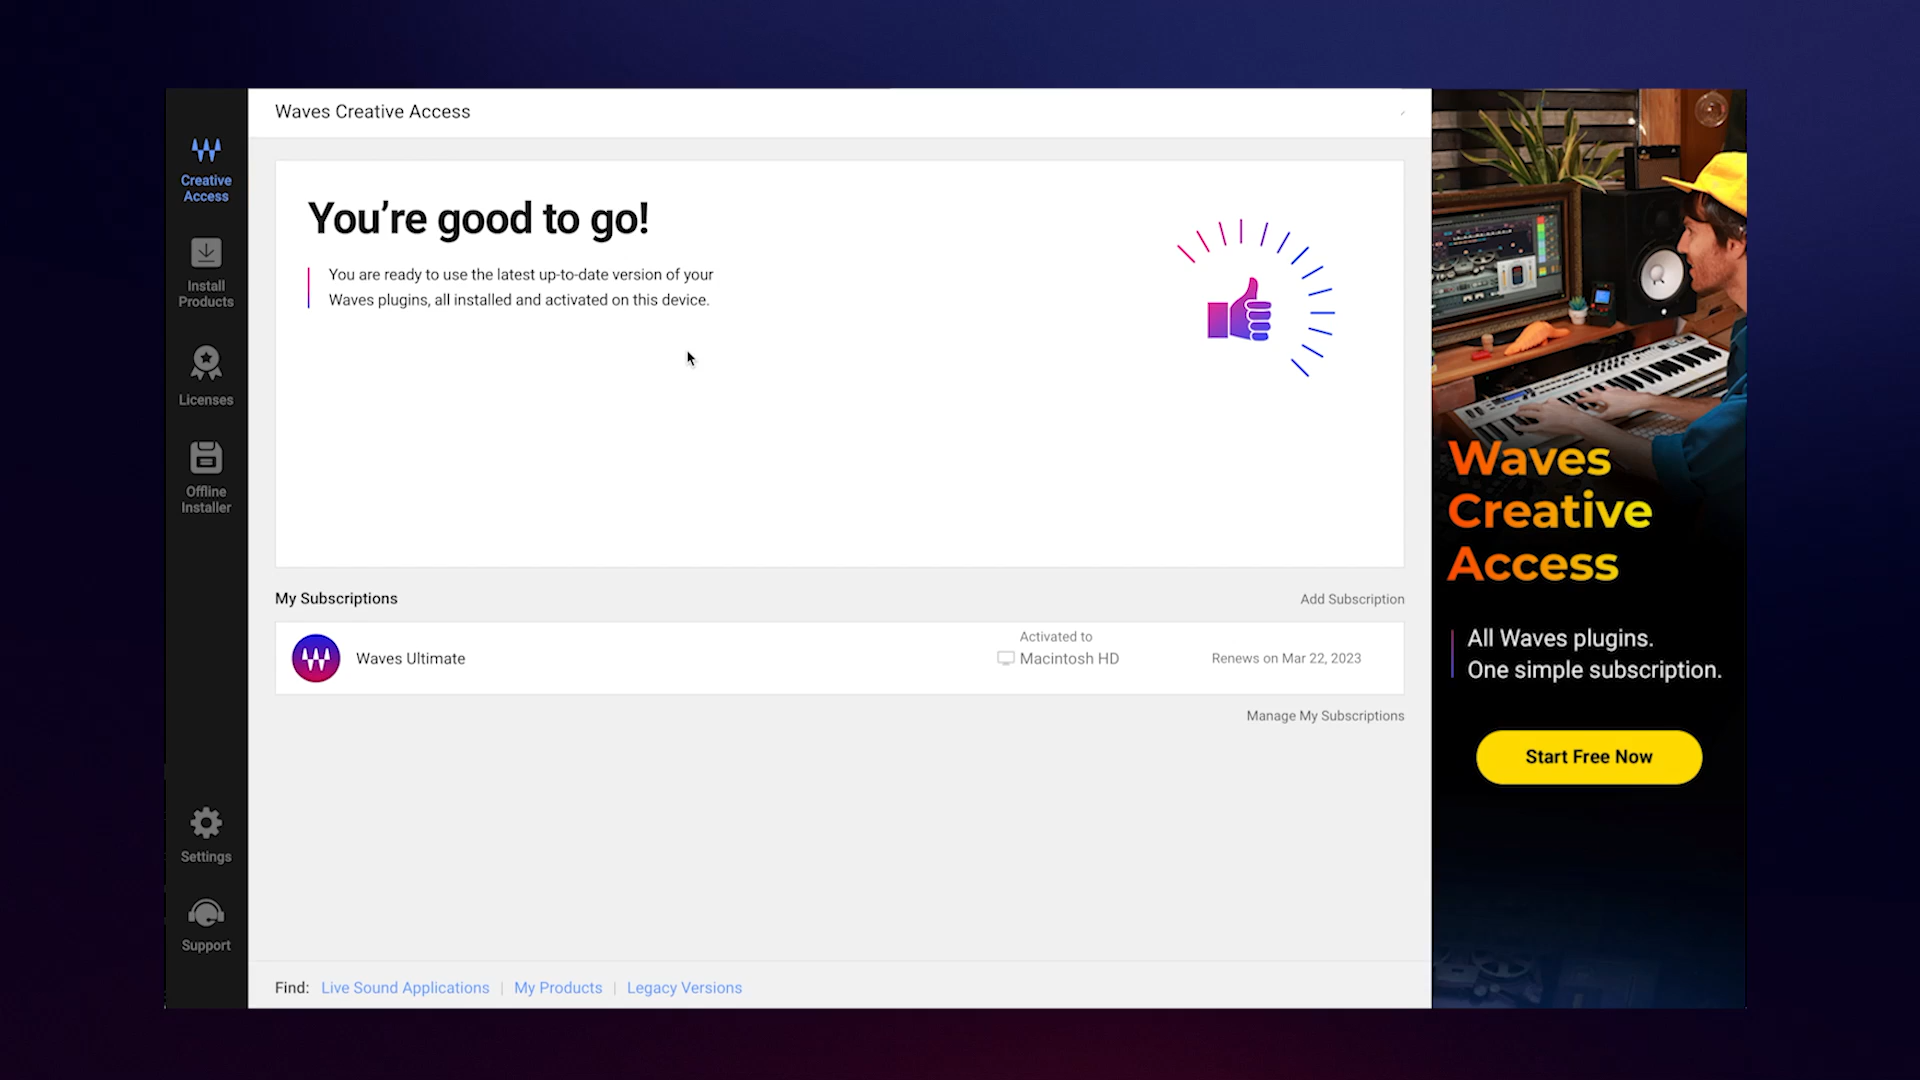 Waves Creative Access
Creative
Access
Install
Products
Licenses
Offline
Installer
Settings
Support
You're good to go!
You are ready to use the latest up-to-date version of your
Waves plugins, all installed and activated on this device.
My Subscriptions
Add Subscription
Waves Ultimate
Activated to
Macintosh HD
Renews on Mar 22, 2023
Manage My Subscriptions
Find: Live Sound Applications | My Products | Legacy Versions
Waves
Creative
Access
All Waves plugins.
One simple subscription.
Start Free Now